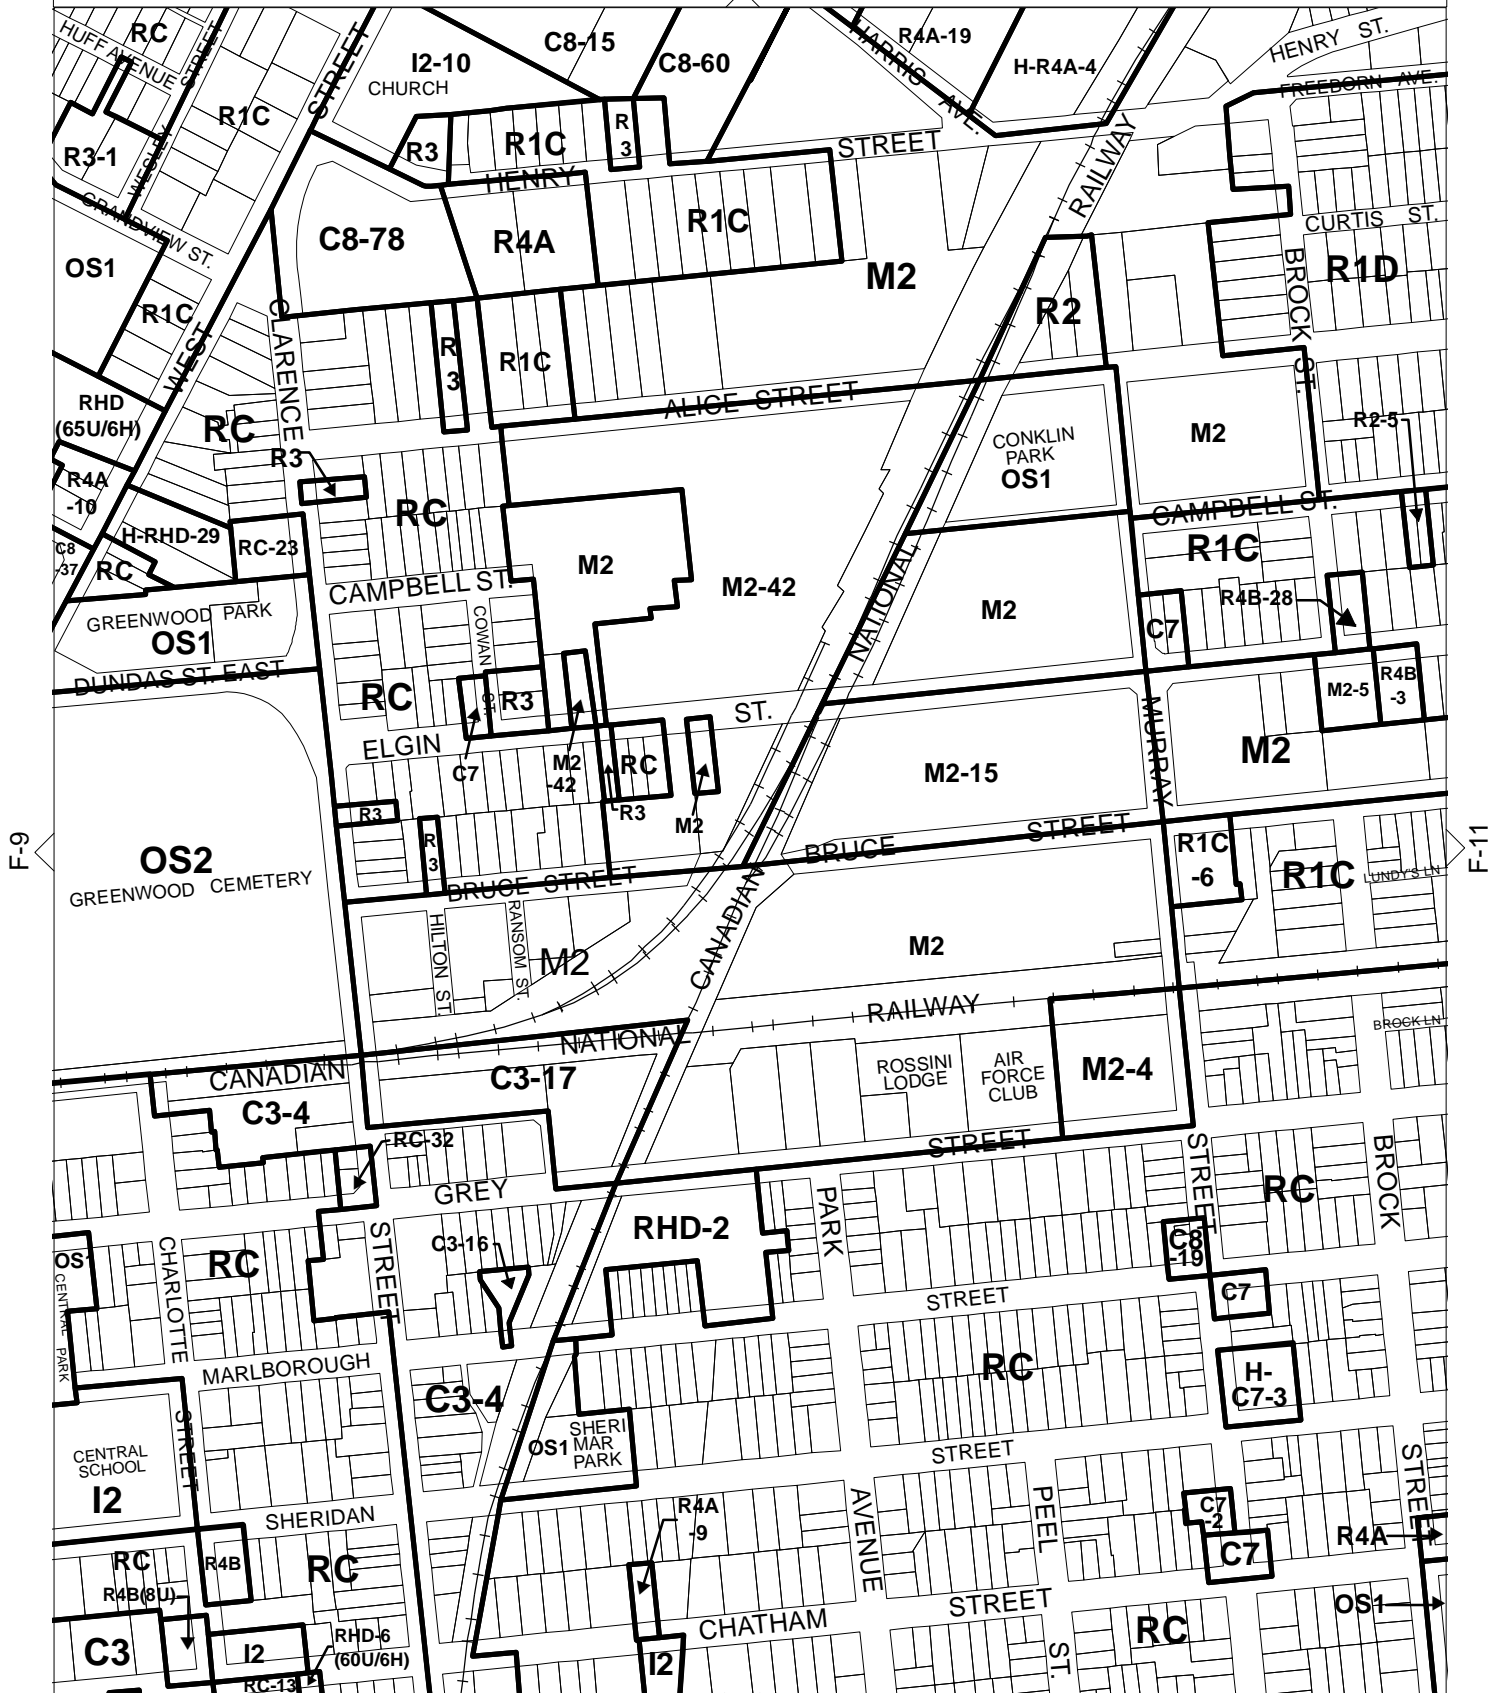 RC
HUFF AVENUE
STREET
R1C
STREET
I2-10
CHURCH
C8-15
C8-60
HARRIS AVE.
R4A-19
H-R4A-4
HENRY ST.
FREEBORN AVE.
R3-1
WESLEY
R3
R1C
R
3
HENRY
STREET
RAILWAY
GRANDVIEW ST.
OS1
C8-78
R4A
R1C
M2
CURTIS ST.
BROCK ST.
R1D
R1C
WEST
CLARENCE
R
3
R1C
R2
RHD
(65U/6H)
RC
ALICE STREET
R2-5
CONKLIN
PARK
OS1
M2
R4A
-10
R3
RC
H-RHD-29
RC-23
CAMPBELL ST.
C8
-37
RC
M2
M2-42
R1C
NATIONAL
GREENWOOD PARK
OS1
CAMPBELL ST.
COWAN
ST.
M2
R4B-28
C7
DUNDAS ST. EAST
RC
R3
M2-5
R4B
-3
ELGIN
ST.
MURRAY
M2
C7
M2
-42
RC
M2-15
R3
R3
M2
F-9
OS2
GREENWOOD CEMETERY
R
3
BRUCE STREET
BRUCE
STREET
R1C
-6
R1C
LUNDY'S LN
F-11
HILTON ST.
RANSOM ST.
M2
CANADIAN
M2
RAILWAY
NATIONAL
BROCK LN
CANADIAN
C3-17
ROSSINI
LODGE
AIR
FORCE
CLUB
M2-4
C3-4
RC-32
STREET
STREET
BROCK
GREY
RC
RHD-2
PARK
C8
-19
OS1
CENTRAL PARK
CHARLOTTE
RC
STREET
C3-16
C7
STREET
MARLBOROUGH
RC
H-
C7-3
C3-4
STREET
OS1
SHERI
MAR
PARK
STREET
STREET
CENTRAL
SCHOOL
I2
SHERIDAN
R4A
-9
AVENUE
PEEL
C7
-2
R4A
RC
R4B
RC
C7
R4B(8U)
STREET
OS1
C3
I2
RHD-6
(60U/6H)
CHATHAM
ST.
RC
RC-13
I2